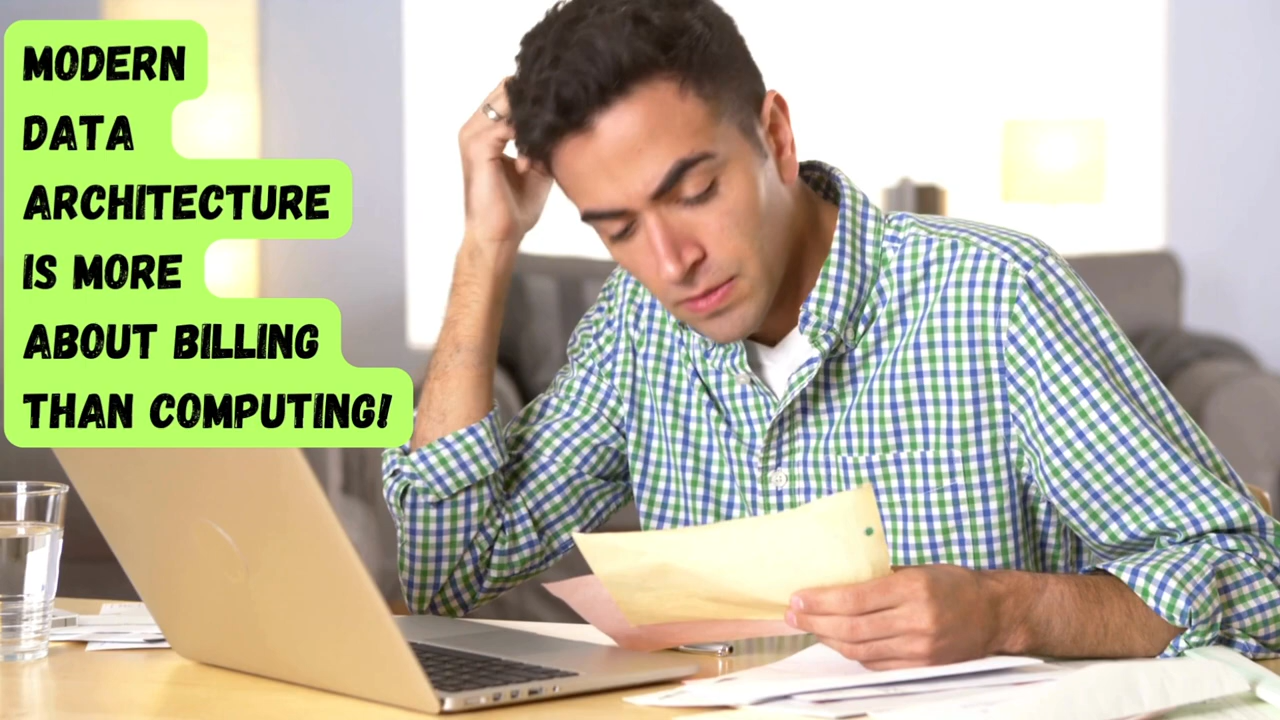 MODERN
DATA
ARCHITECTURE
IS MORE
ABOUT BILLING
THAN COMPUTING!